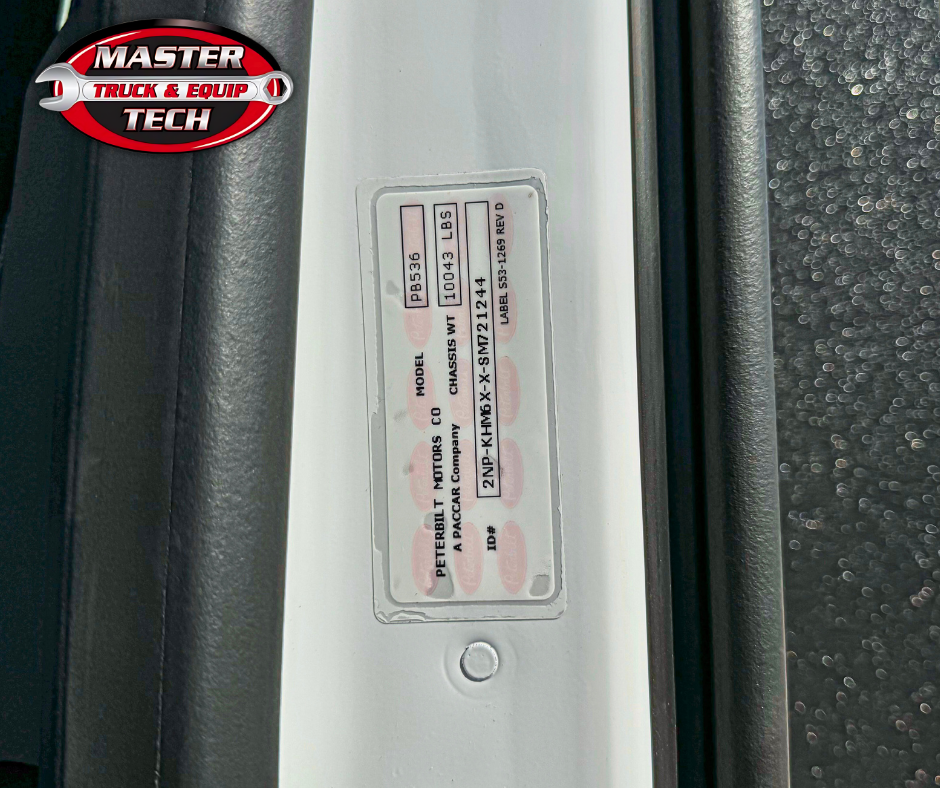 MASTER
TRUCK & EQUIP
TECH
PETERBILT MOTORS CO MODEL PB536
A PACCAR Company CHASSIS WT 10043 LBS
ID# 2NP-KHM6X-X-SM721244
LABEL S53-1269 REV D